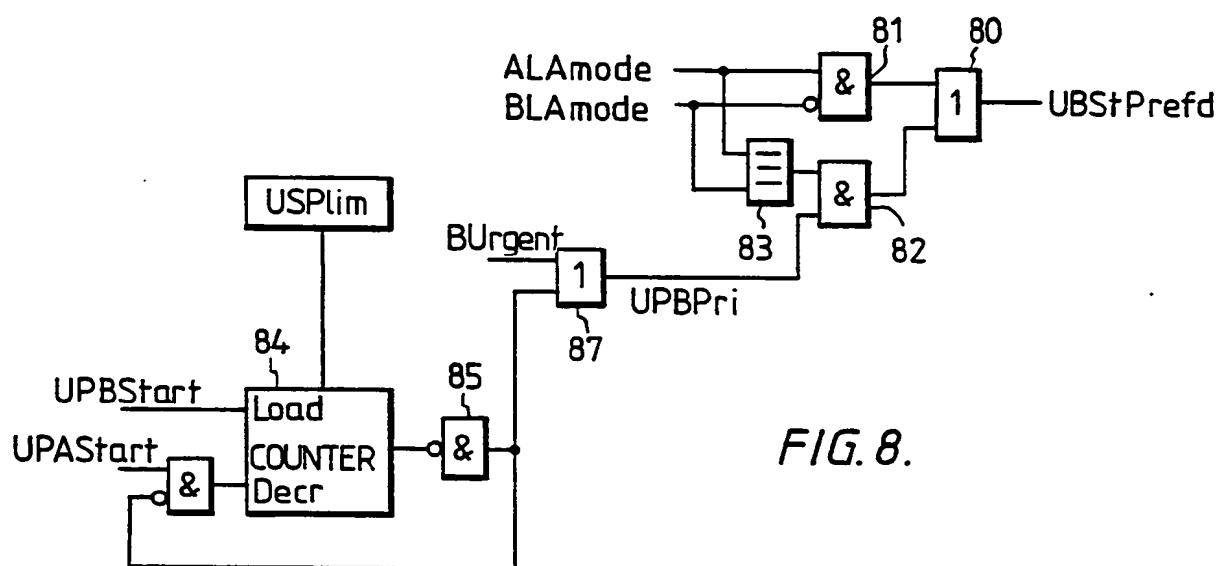 81
80
ALAmode
BLAmode
&
1
UBStPrefd
&
83
82
USPlim
BUrgent
1
UPBPri
87
84
85
UPBStart
Load
UPAStart
COUNTER
&
&
Decr
FIG. 8.